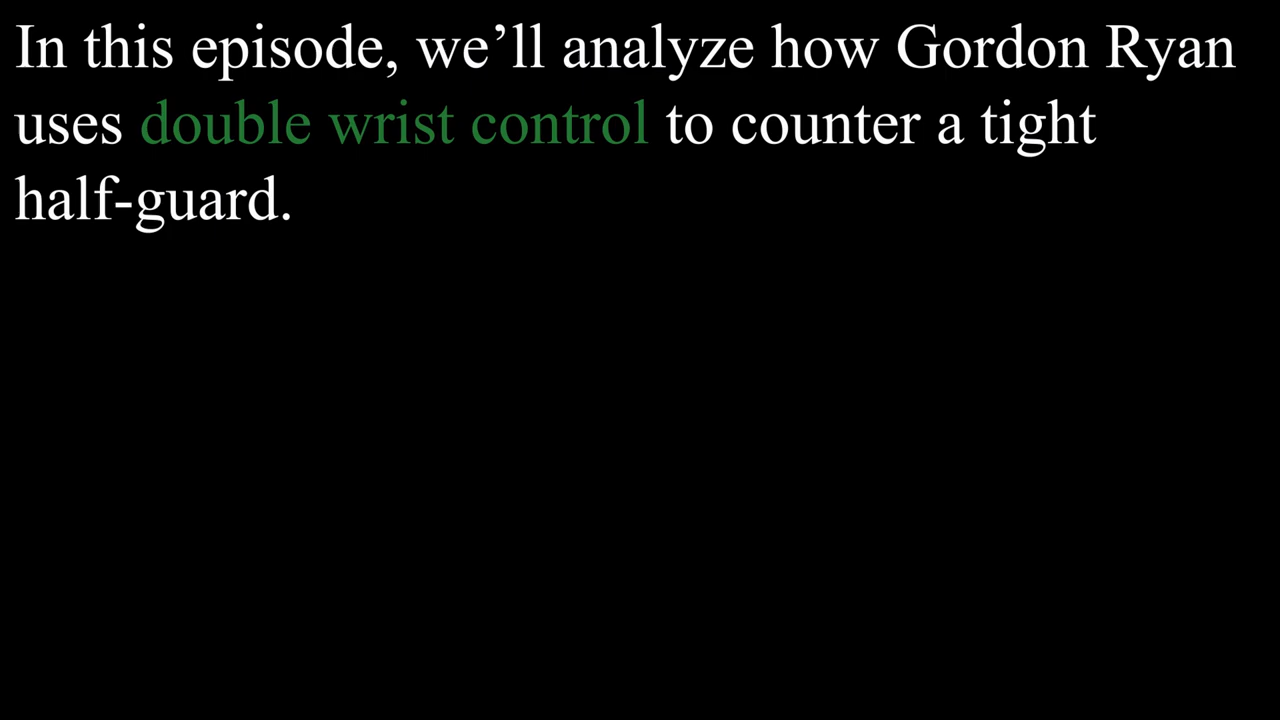 In this episode, we’ll analyze how Gordon Ryan
uses double wrist control to counter a tight
half-guard.